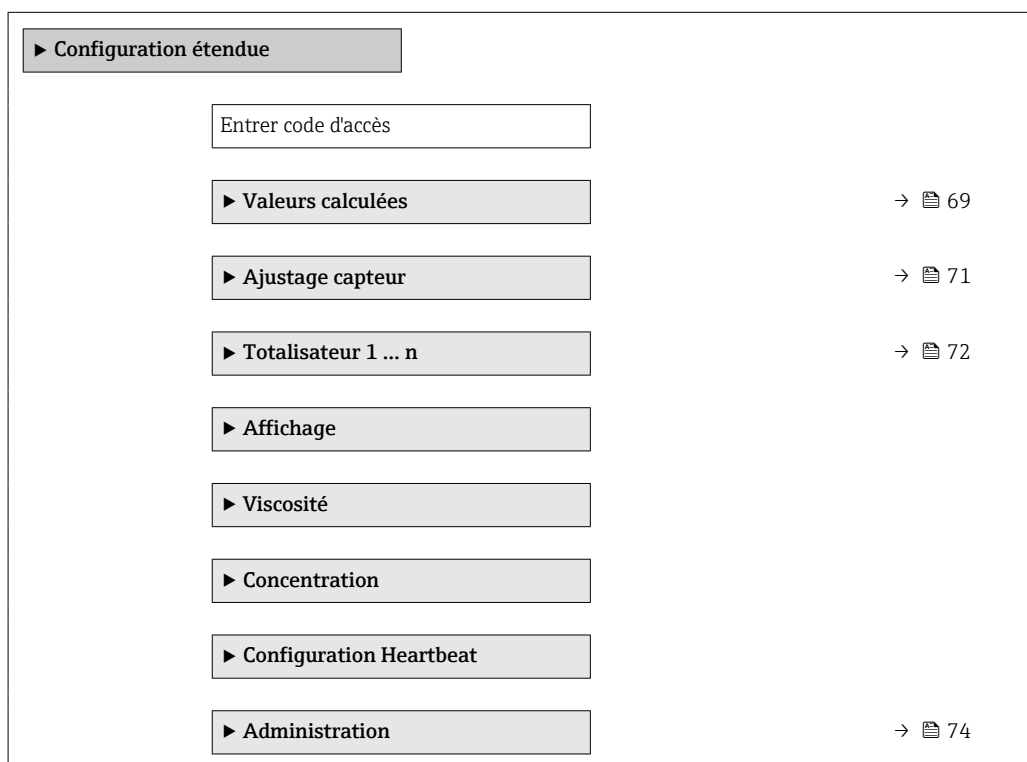 ▶ Configuration étendue
Entrer code d'accès
▶ Valeurs calculées → 69
▶ Ajustage capteur → 71
▶ Totalisateur 1 ... n → 72
▶ Affichage
▶ Viscosité
▶ Concentration
▶ Configuration Heartbeat
▶ Administration → 74